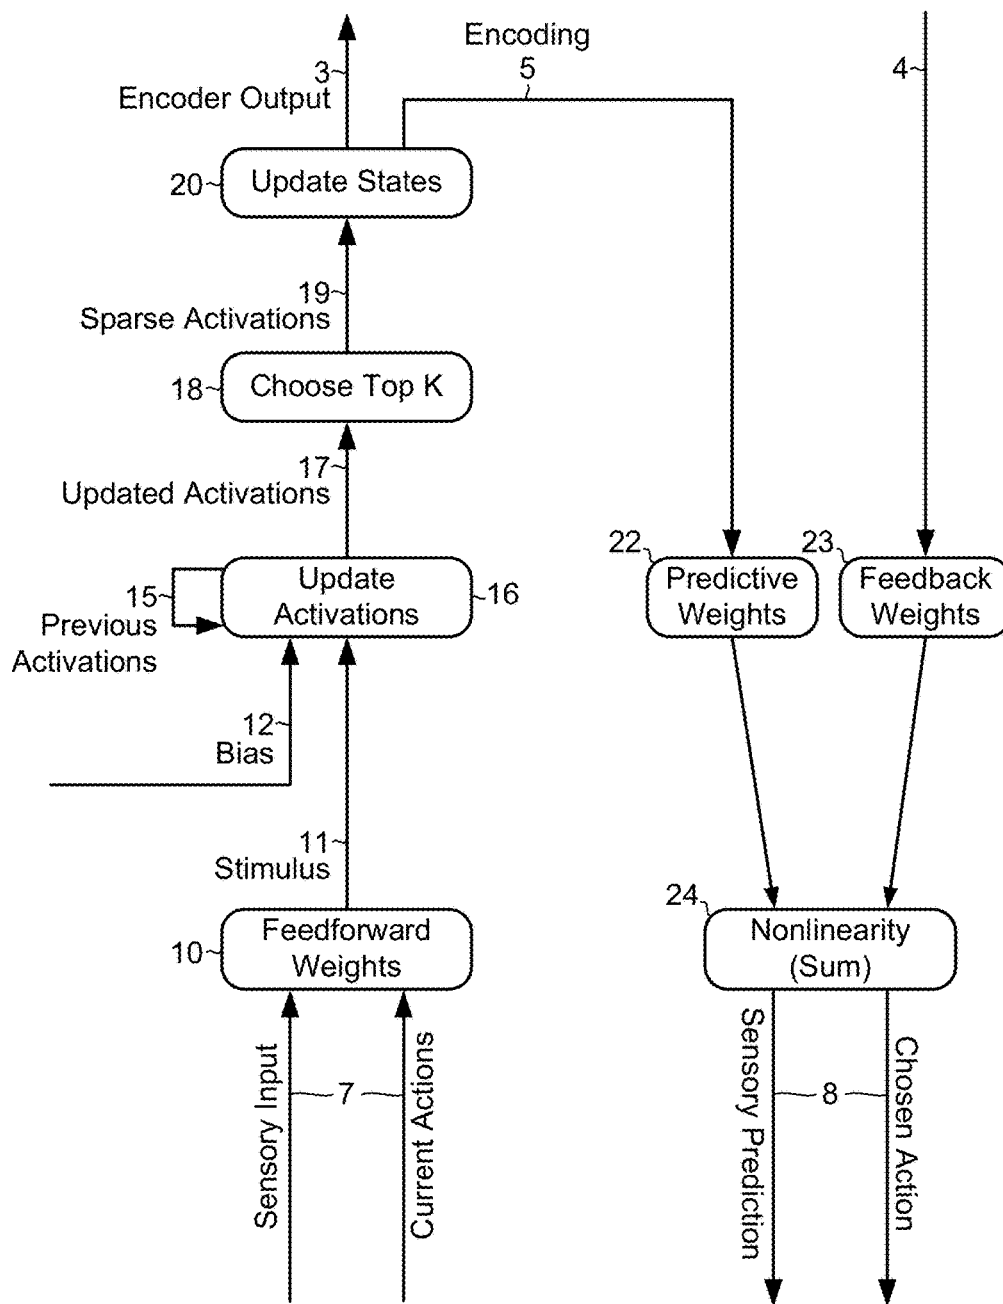 Encoding
3
5
4
Encoder Output
20
Update States
19
Sparse Activations
18
Choose Top K
17
Updated Activations
22
23
15
Update
Activations
16
Predictive
Weights
Feedback
Weights
Previous
Activations
12
Bias
11
Stimulus
24
10
Feedforward
Weights
Nonlinearity
(Sum)
Sensory Input
7
Current Actions
Sensory Prediction
8
Chosen Action